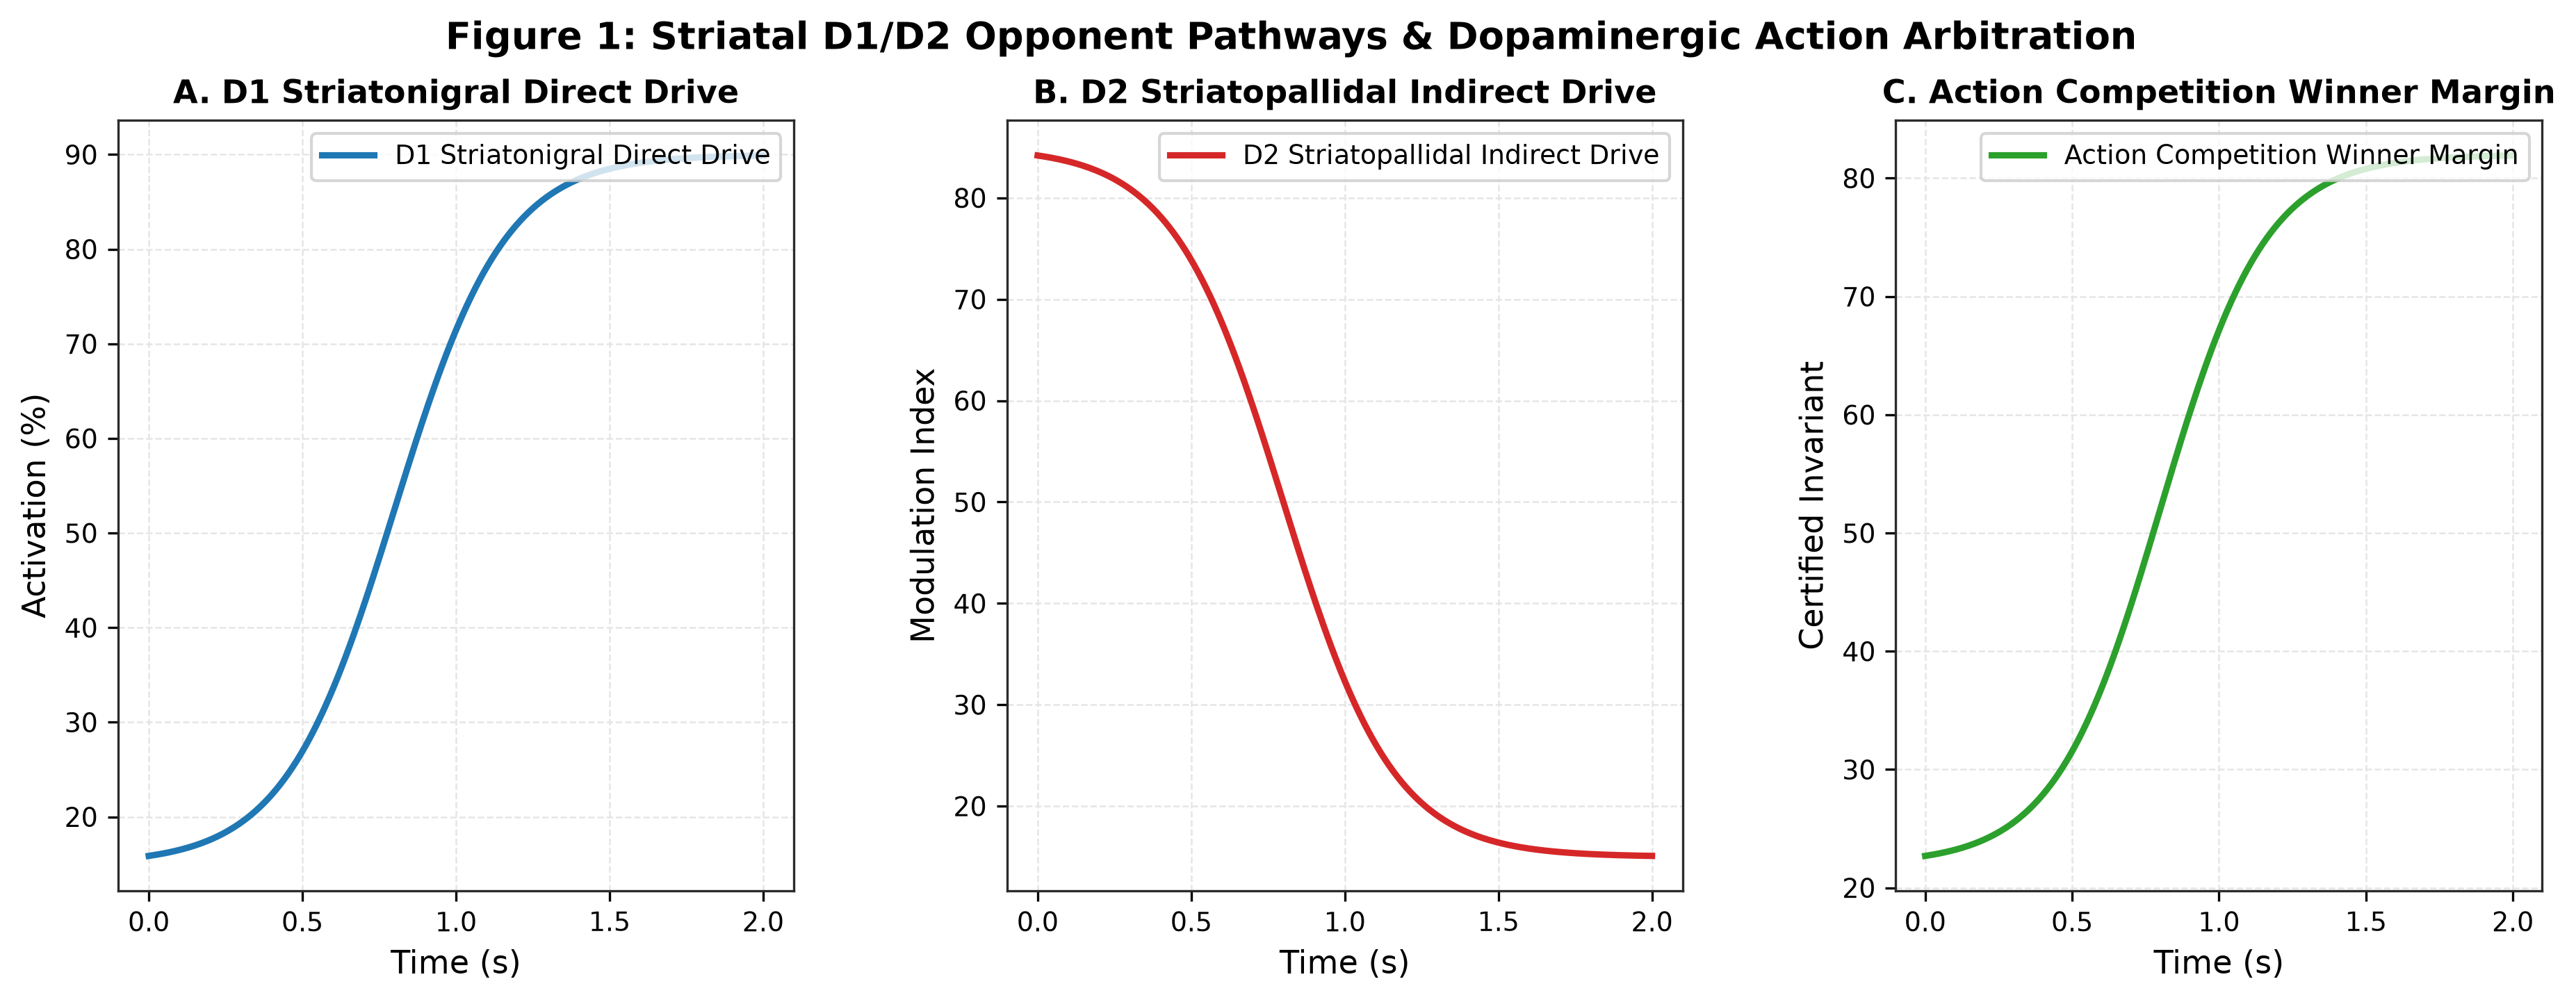 Figure 1: Striatal D1/D2 Opponent Pathways & Dopaminergic Action Arbitration
A. D1 Striatonigral Direct Drive
D1 Striatonigral Direct Drive
Activation (%)
90
80
70
60
50
40
30
20
0.0 0.5 1.0 1.5 2.0
Time (s)
B. D2 Striatopallidal Indirect Drive
D2 Striatopallidal Indirect Drive
Modulation Index
80
70
60
50
40
30
20
0.0 0.5 1.0 1.5 2.0
Time (s)
C. Action Competition Winner Margin
Action Competition Winner Margin
Certified Invariant
80
70
60
50
40
30
20
0.0 0.5 1.0 1.5 2.0
Time (s)